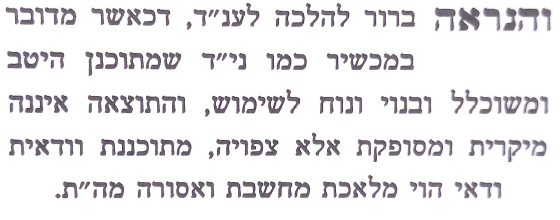 והנראה ברור להלכה לענ״ד, דכאשר מדובר
במכשיר כמו ני״ד שמתוכנן היטב
ומשוכלל ובנוי ונוח לשימוש, והתוצאה איננה
מיקרית ומסופקת אלא צפויה, מתוכננת וודאית
ודאי הוי מלאכת מחשבת ואסורה מה״ת.